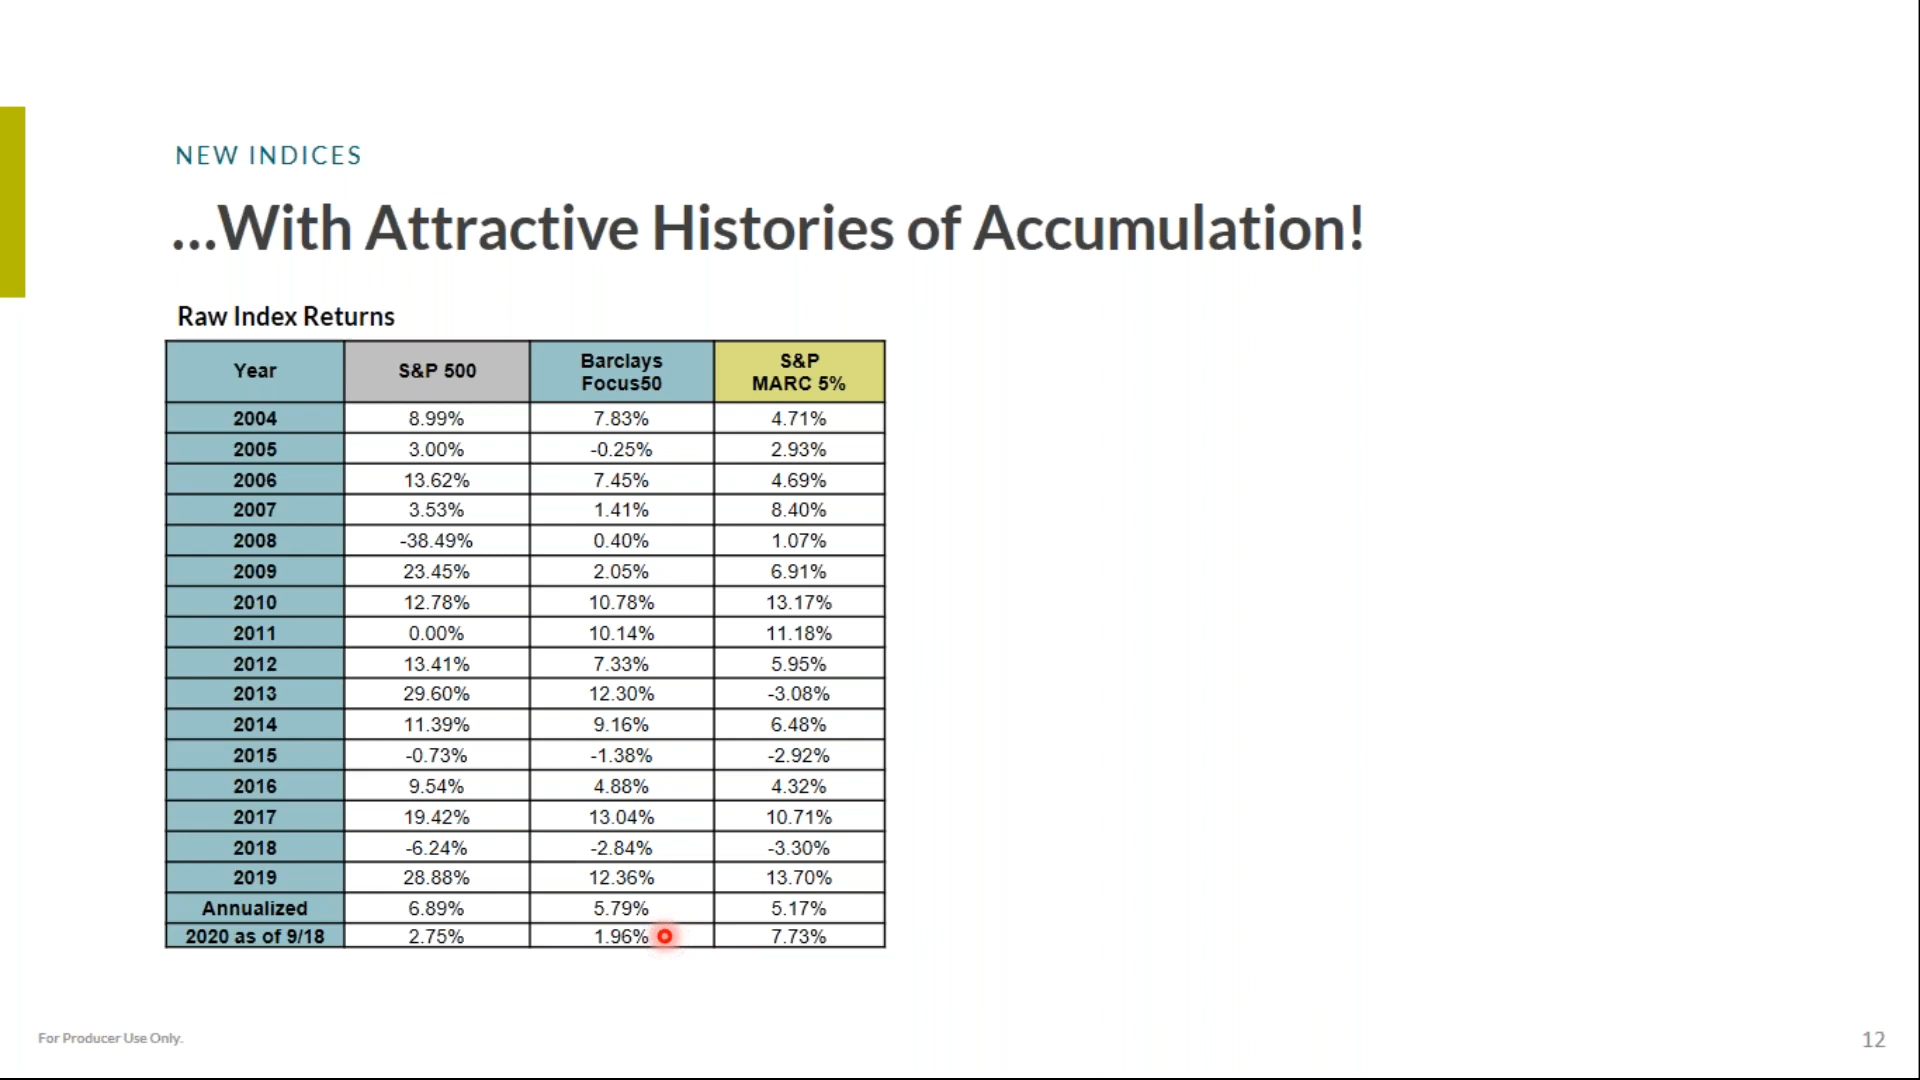 NEW INDICES
...With Attractive Histories of Accumulation!
Raw Index Returns
Year S&P 500 Barclays Focus50 S&P MARC 5%
2004 8.99% 7.83% 4.71%
2005 3.00% -0.25% 2.93%
2006 13.62% 7.45% 4.69%
2007 3.53% 1.41% 8.40%
2008 -38.49% 0.40% 1.07%
2009 23.45% 2.05% 6.91%
2010 12.78% 10.78% 13.17%
2011 0.00% 10.14% 11.18%
2012 13.41% 7.33% 5.95%
2013 29.60% 12.30% -3.08%
2014 11.39% 9.16% 6.48%
2015 -0.73% -1.38% -2.92%
2016 9.54% 4.88% 4.32%
2017 19.42% 13.04% 10.71%
2018 -6.24% -2.84% -3.30%
2019 28.88% 12.36% 13.70%
Annualized 6.89% 5.79% 5.17%
2020 as of 9/18 2.75% 1.96% 7.73%
For Producer Use Only.
12